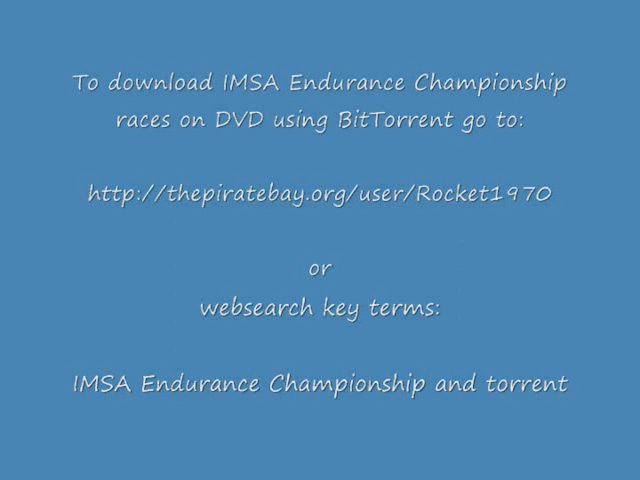 To download IMSA Endurance Championship
races on DVD using BitTorrent go to:
http://thepiratebay.org/user/Rocket1970
or
websearch key terms:
IMSA Endurance Championship and torrent